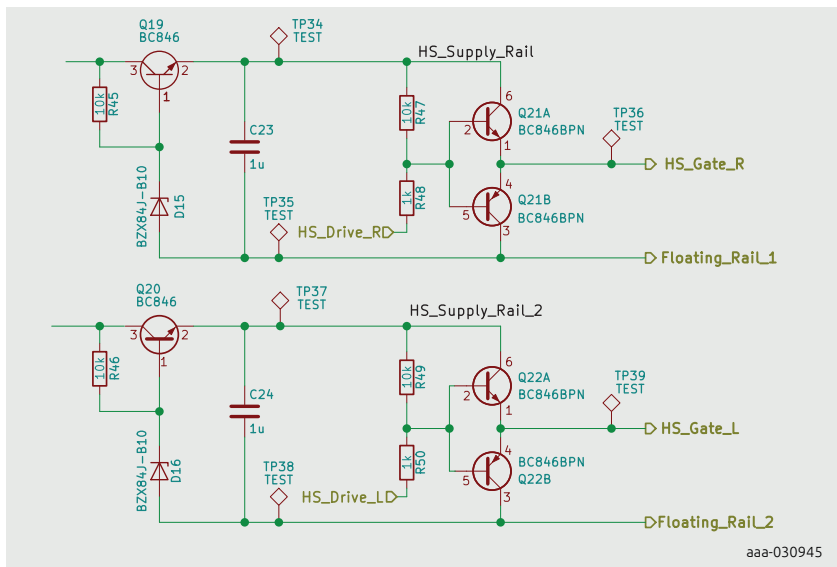 Q19
BC846
TP34
TEST
HS_Supply_Rail
3
2
1
10k
R45
10k
R47
6
Q21A
BC846BPN
2
1
TP36
TEST
C23
1u
HS_Gate_R
BZX84J-B10
D15
1k
R48
4
Q21B
BC846BPN
5
3
TP35
TEST
HS_Drive_R
Floating_Rail_1
Q20
BC846
TP37
TEST
HS_Supply_Rail_2
3
2
1
10k
R46
10k
R49
6
Q22A
BC846BPN
2
1
TP39
TEST
C24
1u
HS_Gate_L
BZX84J-B10
D16
1k
R50
4
BC846BPN
Q22B
5
3
TP38
TEST
HS_Drive_L
Floating_Rail_2
aaa-030945